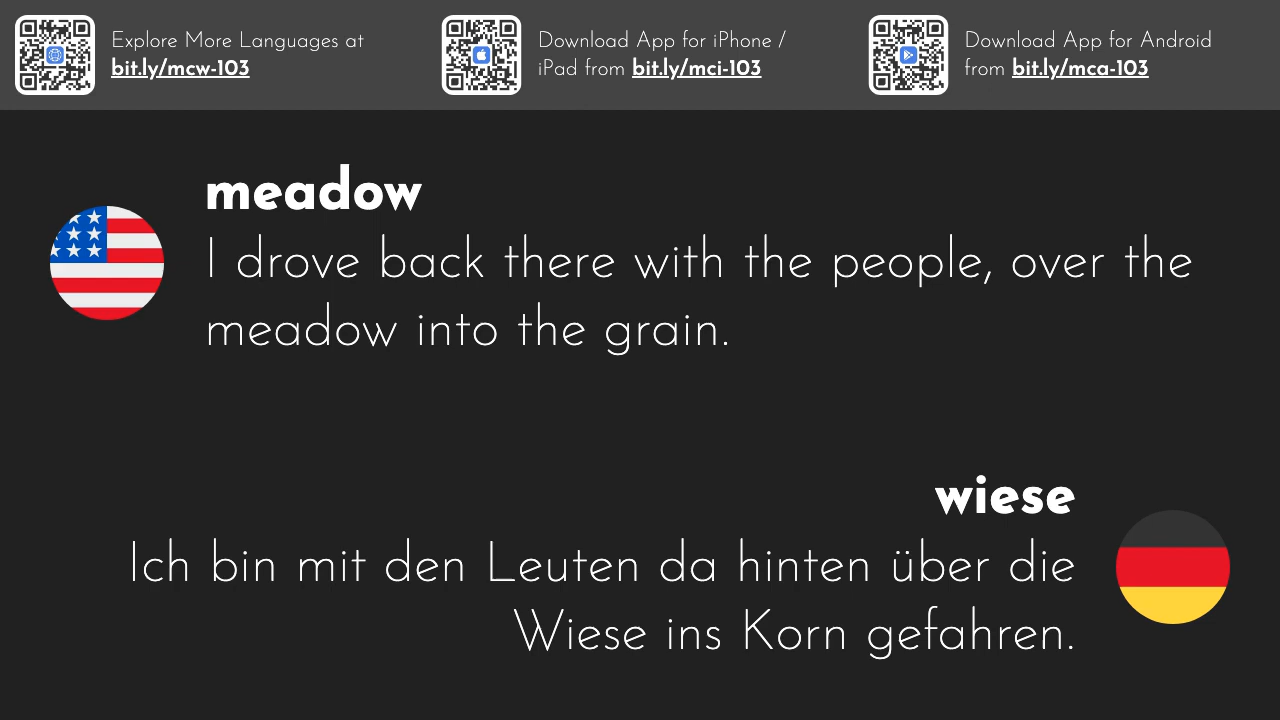 Explore More Languages at
bit.ly/mcw-103
Download App for iPhone /
iPad from bit.ly/mci-103
Download App for Android
from bit.ly/mca-103
meadow
I drove back there with the people, over the
meadow into the grain.
wiese
Ich bin mit den Leuten da hinten über die
Wiese ins Korn gefahren.